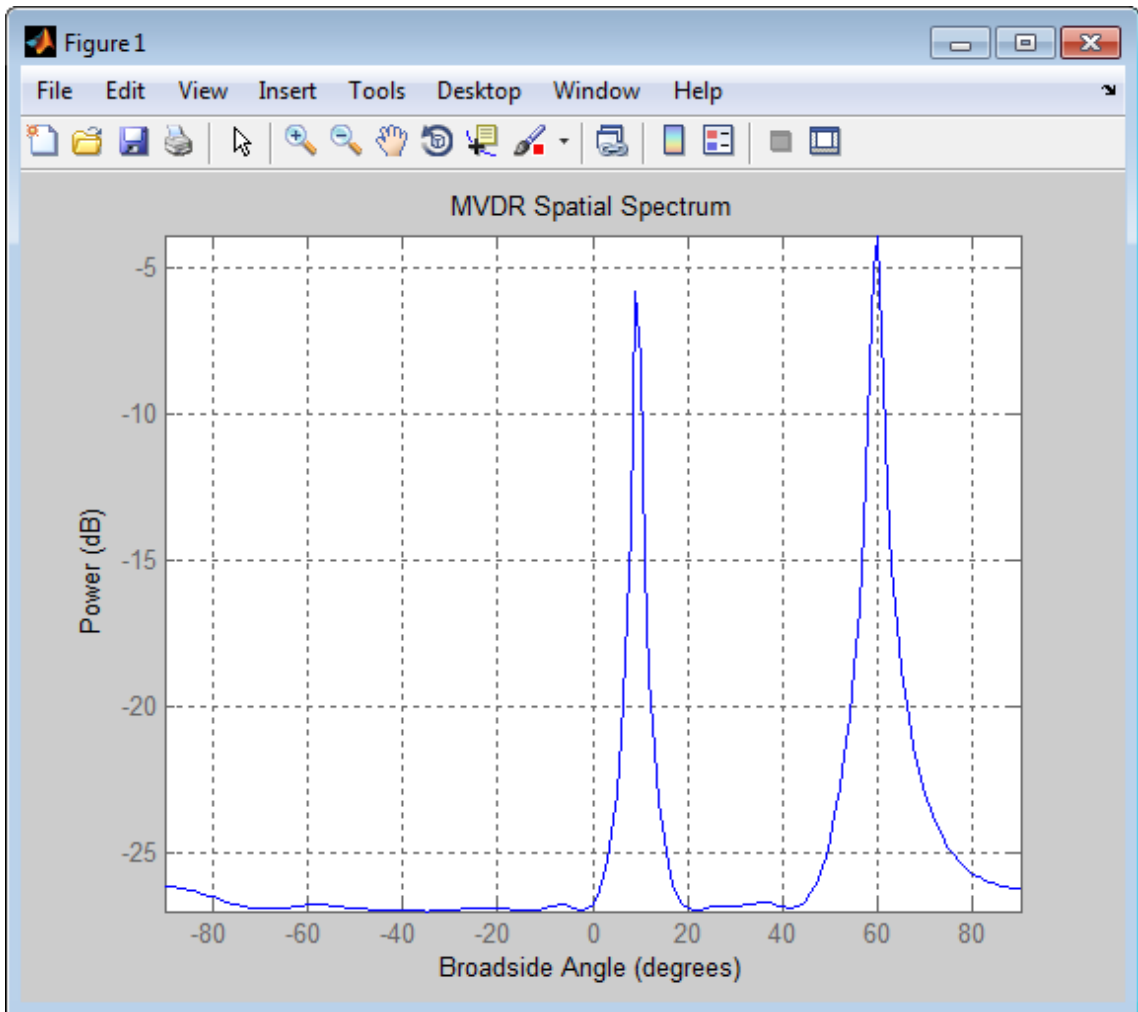 Figure 1
File Edit View Insert Tools Desktop Window Help
MVDR Spatial Spectrum
-5
-10
-15
-20
-25
Power (dB)
-80 -60 -40 -20 0 20 40 60 80
Broadside Angle (degrees)